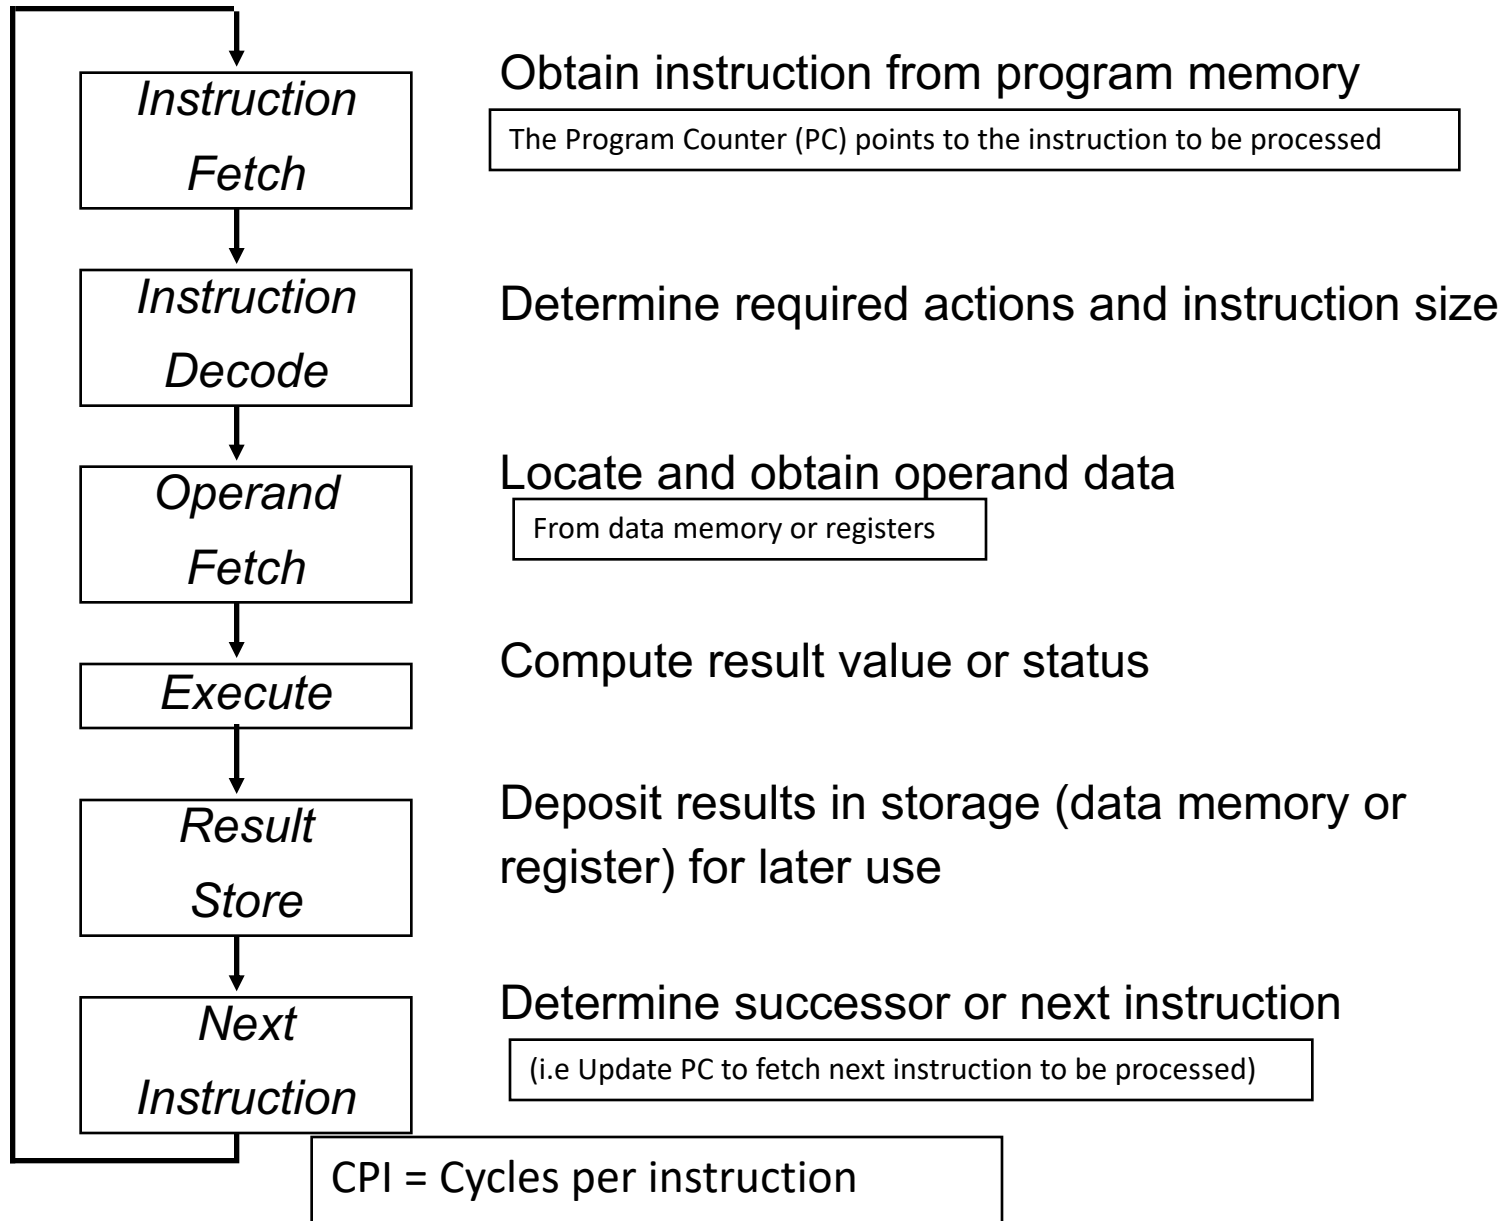 Instruction
Fetch
Obtain instruction from program memory
The Program Counter (PC) points to the instruction to be processed
Instruction
Decode
Determine required actions and instruction size
Operand
Fetch
Locate and obtain operand data
From data memory or registers
Execute
Compute result value or status
Result
Store
Deposit results in storage (data memory or
register) for later use
Next
Instruction
Determine successor or next instruction
(i.e Update PC to fetch next instruction to be processed)
CPI = Cycles per instruction